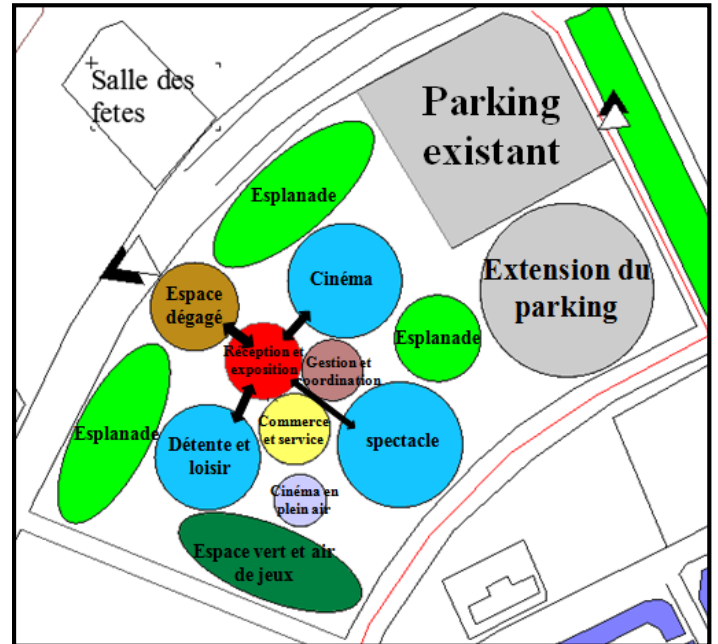 Salle des
fetes
Parking
existant
Esplanade
Cinéma
Extension du
parking
Espace
dégagé
Esplanade
Réception et
exposition
Gestion et
coordination
Esplanade
Commerce
et service
Détente et
loisir
spectacle
Cinéma en
plein air
Espace vert et air
de jeux